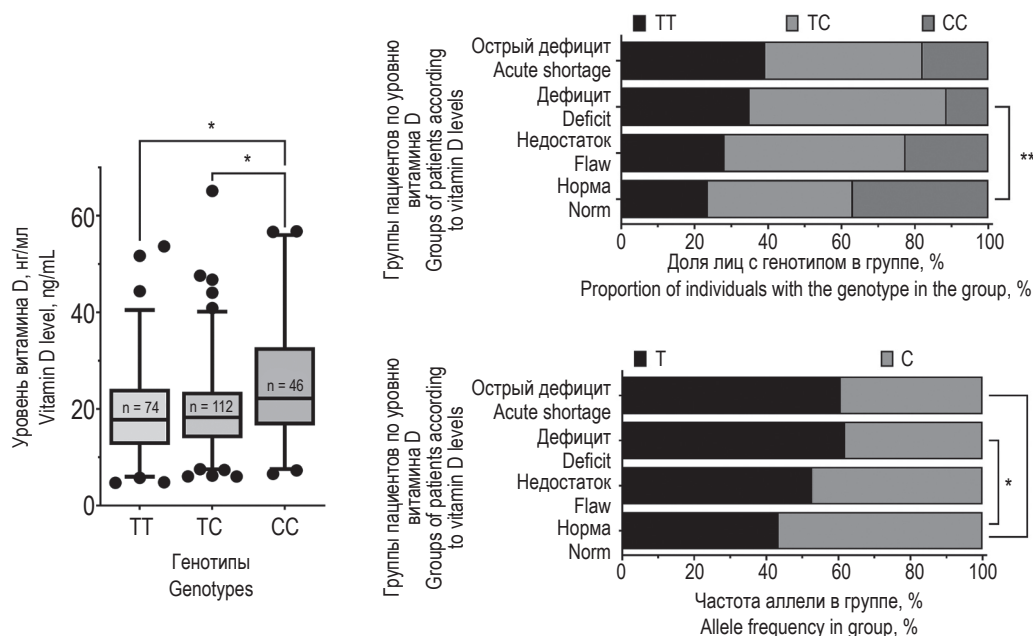 Уровень витамина D, нг/мл
Vitamin D level, ng/mL
60
40
20
0
*
*
n = 74
n = 112
n = 46
TT
TC
CC
Генотипы
Genotypes
Группы пациентов по уровню
витамина D
Groups of patients according
to vitamin D levels
TT
TC
CC
Острый дефицит
Acute shortage
Дефицит
Deficit
Недостаток
Flaw
Норма
Norm
**
0
20
40
60
80
100
Доля лиц с генотипом в группе, %
Proportion of individuals with the genotype in the group, %
Группы пациентов по уровню
витамина D
Groups of patients according
to vitamin D levels
T
C
Острый дефицит
Acute shortage
Дефицит
Deficit
Недостаток
Flaw
Норма
Norm
*
0
20
40
60
80
100
Частота аллели в группе, %
Allele frequency in group, %